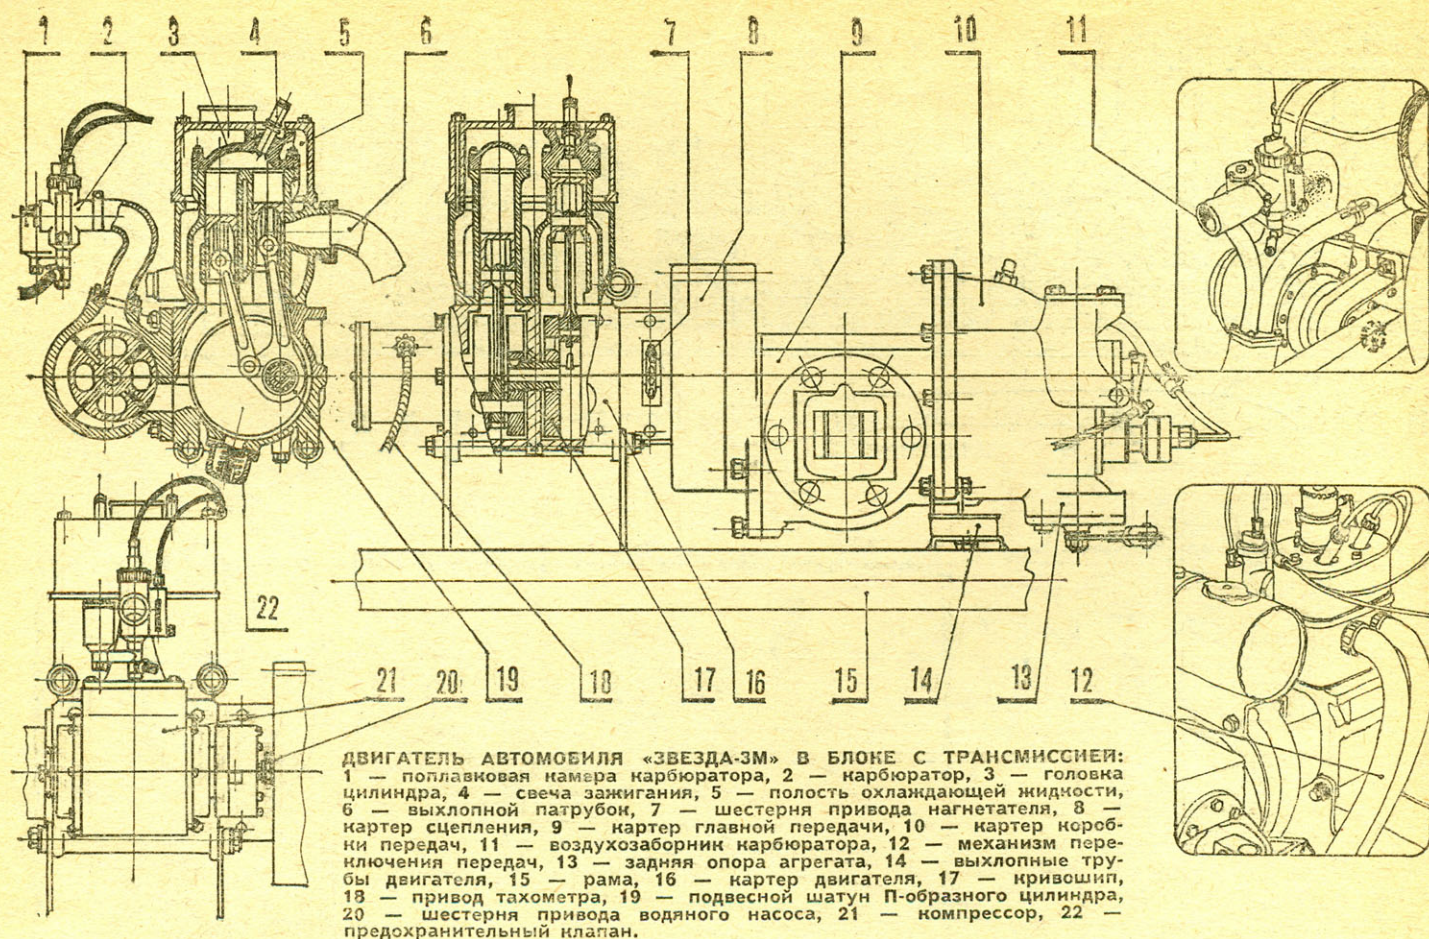 1 2 3 4 5 6 7 8 9 10 11
22
21 20 19 18 17 16 15 14 13 12
ДВИГАТЕЛЬ АВТОМОБИЛЯ «ЗВЕЗДА-3М» В БЛОКЕ С ТРАНСМИССИЕЙ:
1 — поплавковая камера карбюратора, 2 — карбюратор, 3 — головка
цилиндра, 4 — свеча зажигания, 5 — полость охлаждающей жидкости,
6 — выхлопной патрубок, 7 — шестерня привода нагнетателя, 8 —
картер сцепления, 9 — картер главной передачи, 10 — картер короб-
ки передач, 11 — воздухозаборник карбюратора, 12 — механизм пере-
ключения передач, 13 — задняя опора агрегата, 14 — выхлопные тру-
бы двигателя, 15 — рама, 16 — картер двигателя, 17 — кривошип,
18 — привод тахометра, 19 — подвесной шатун П-образного цилиндра,
20 — шестерня привода водяного насоса, 21 — компрессор, 22 —
предохранительный клапан.